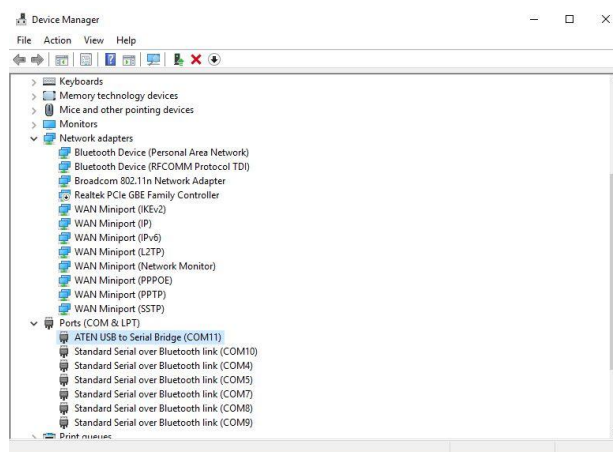 Device Manager
File Action View Help
Keyboards
Memory technology devices
Mice and other pointing devices
Monitors
Network adapters
Bluetooth Device (Personal Area Network)
Bluetooth Device (RFCOMM Protocol TDI)
Broadcom 802.11n Network Adapter
Realtek PCIe GBE Family Controller
WAN Miniport (IKEv2)
WAN Miniport (IP)
WAN Miniport (IPv6)
WAN Miniport (L2TP)
WAN Miniport (Network Monitor)
WAN Miniport (PPPOE)
WAN Miniport (PPTP)
WAN Miniport (SSTP)
Ports (COM & LPT)
ATEN USB to Serial Bridge (COM11)
Standard Serial over Bluetooth link (COM10)
Standard Serial over Bluetooth link (COM4)
Standard Serial over Bluetooth link (COM5)
Standard Serial over Bluetooth link (COM7)
Standard Serial over Bluetooth link (COM8)
Standard Serial over Bluetooth link (COM9)
Print queues